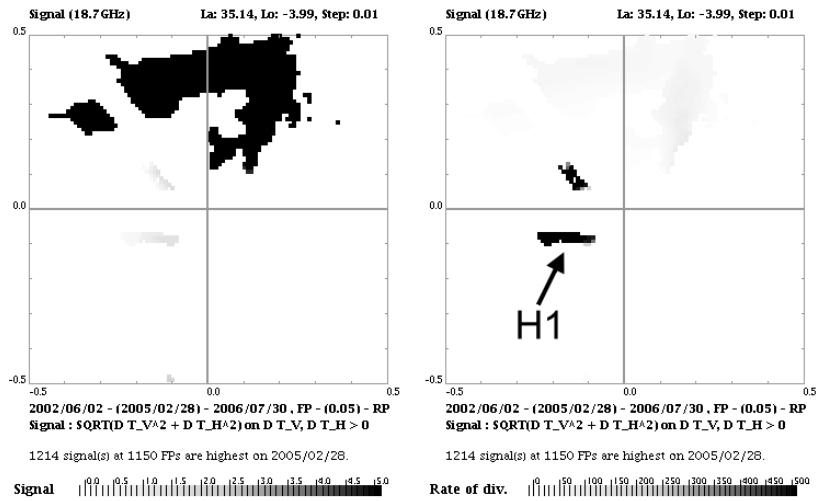 Signal (18.7GHz) La: 35.14, Lo: -3.99, Step: 0.01
0.5
0.0
-0.5
-0.5 0.0 0.5
2002/06/02 - (2005/02/28) - 2006/07/30 , FP - (0.05) - RP
Signal : SQRT(D T_V^2 + D T_H^2) on D T_V, D T_H > 0
1214 signal(s) at 1150 FPs are highest on 2005/02/28.
Signal 0.0 0.5 1.0 1.5 2.0 2.5 3.0 3.5 4.0 4.5 5.0
Signal (18.7GHz) La: 35.14, Lo: -3.99, Step: 0.01
0.5
0.0
H1
-0.5
-0.5 0.0 0.5
2002/06/02 - (2005/02/28) - 2006/07/30 , FP - (0.05) - RP
Signal : SQRT(D T_V^2 + D T_H^2) on D T_V, D T_H > 0
1214 signal(s) at 1150 FPs are highest on 2005/02/28.
Rate of div. 0 50 100 150 200 250 300 350 400 450 500